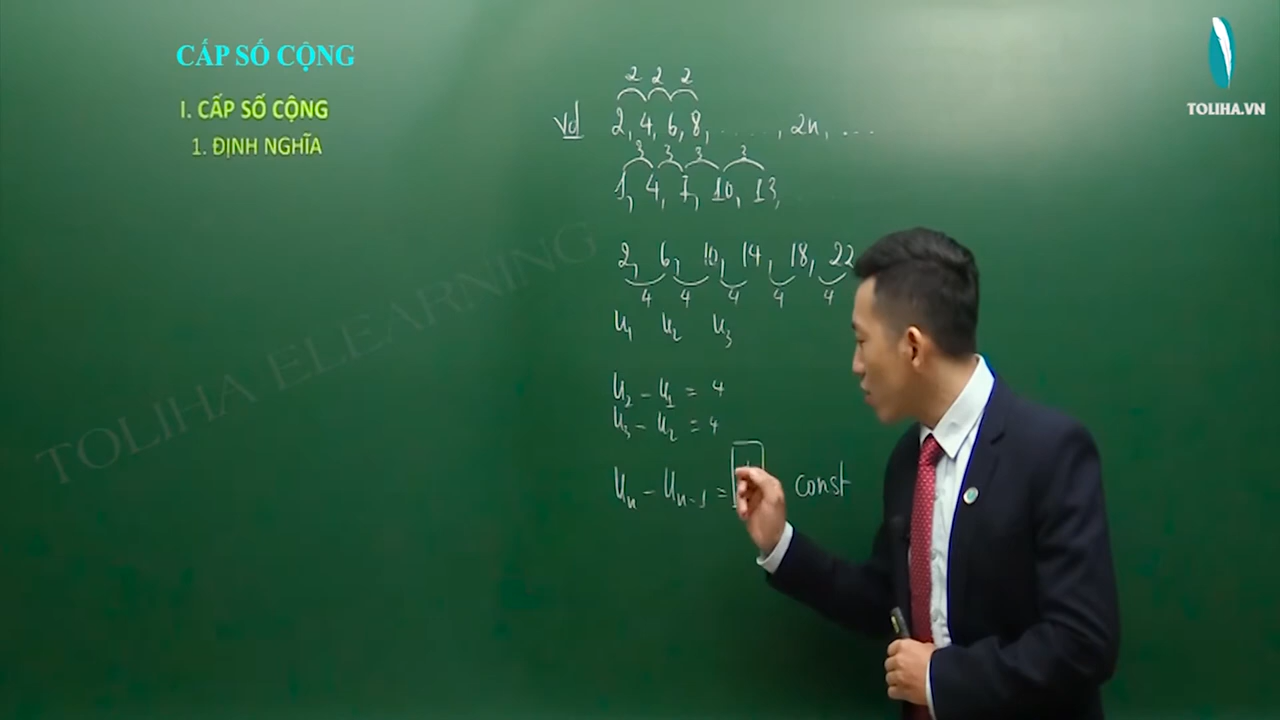 CẤP SỐ CỘNG
I. CẤP SỐ CỘNG
1. ĐỊNH NGHĨA
TOLIHA.VN
TOLIHA ELEARNING
2 2 2
Vd 2, 4, 6, 8, ....., 2n, ...
3 3 3 3
1, 4, 7, 10, 13,
2, 6, 10, 14, 18, 22
4 4 4 4 4
u₁ u₂ u₃
u₂ - u₁ = 4
u₃ - u₂ = 4
uₙ - uₙ₋₁ = const